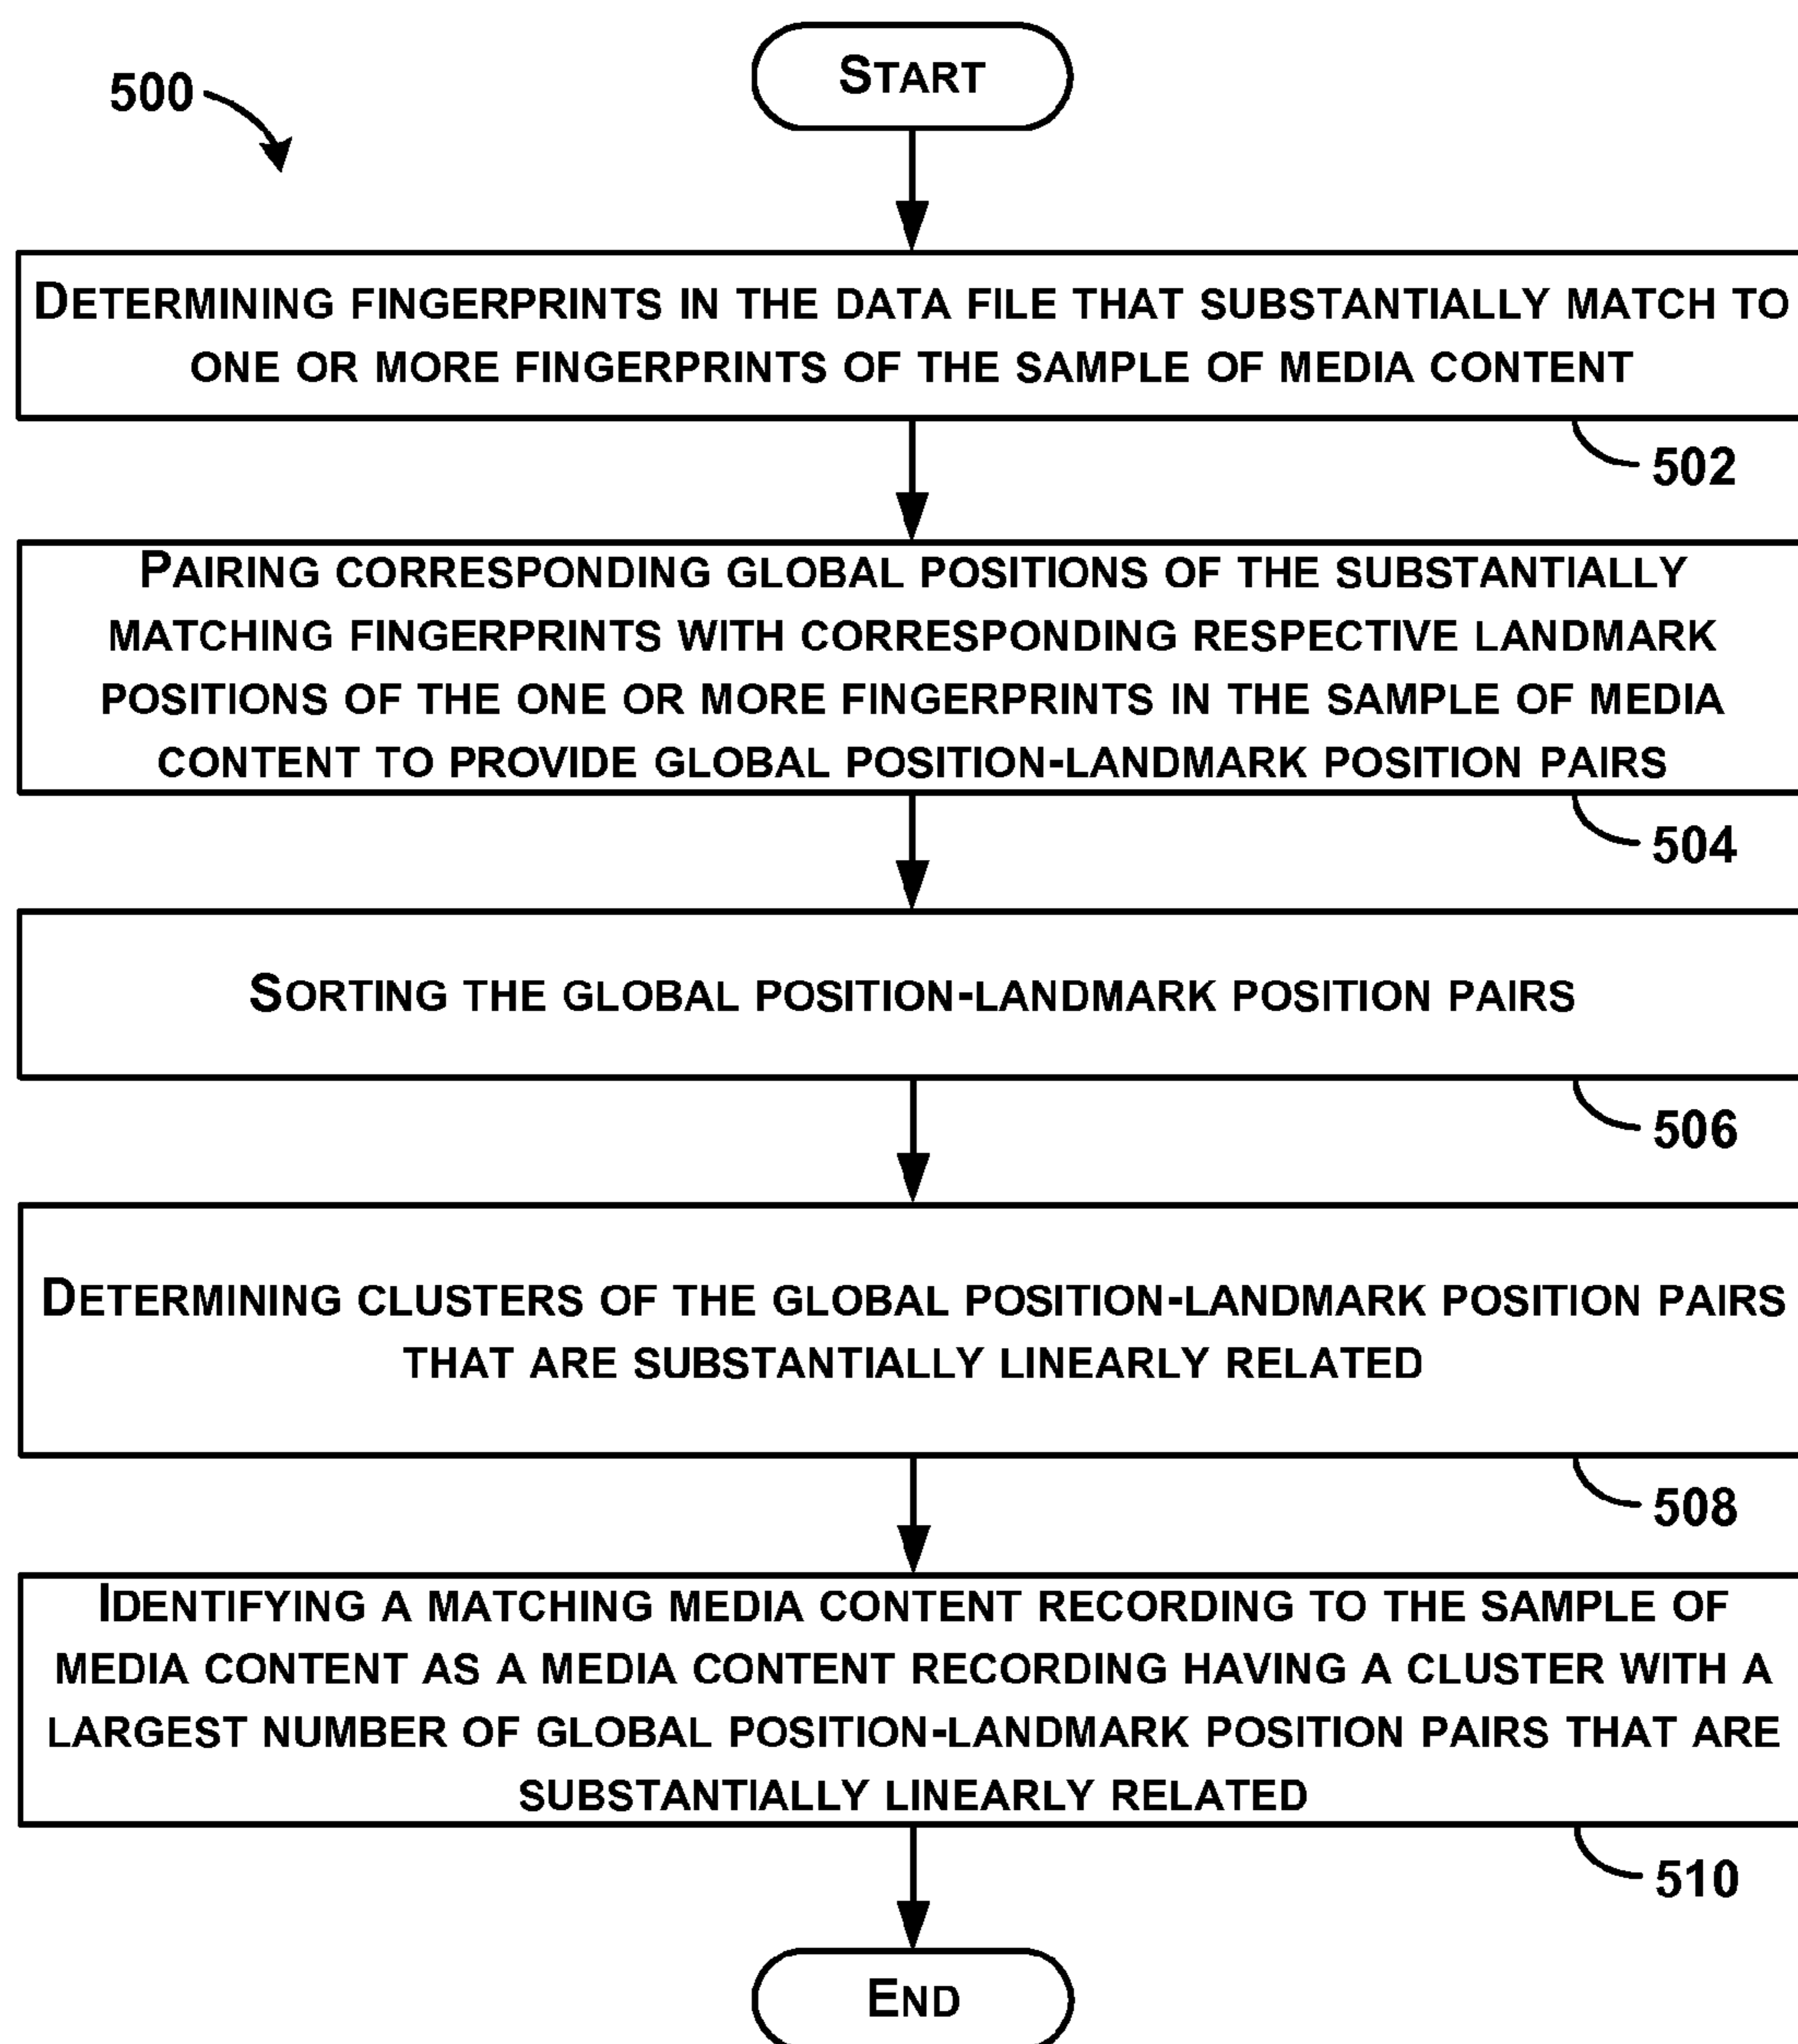 START
500
DETERMINING FINGERPRINTS IN THE DATA FILE THAT SUBSTANTIALLY MATCH TO
ONE OR MORE FINGERPRINTS OF THE SAMPLE OF MEDIA CONTENT
502
PAIRING CORRESPONDING GLOBAL POSITIONS OF THE SUBSTANTIALLY
MATCHING FINGERPRINTS WITH CORRESPONDING RESPECTIVE LANDMARK
POSITIONS OF THE ONE OR MORE FINGERPRINTS IN THE SAMPLE OF MEDIA
CONTENT TO PROVIDE GLOBAL POSITION-LANDMARK POSITION PAIRS
504
SORTING THE GLOBAL POSITION-LANDMARK POSITION PAIRS
506
DETERMINING CLUSTERS OF THE GLOBAL POSITION-LANDMARK POSITION PAIRS
THAT ARE SUBSTANTIALLY LINEARLY RELATED
508
IDENTIFYING A MATCHING MEDIA CONTENT RECORDING TO THE SAMPLE OF
MEDIA CONTENT AS A MEDIA CONTENT RECORDING HAVING A CLUSTER WITH A
LARGEST NUMBER OF GLOBAL POSITION-LANDMARK POSITION PAIRS THAT ARE
SUBSTANTIALLY LINEARLY RELATED
510
END